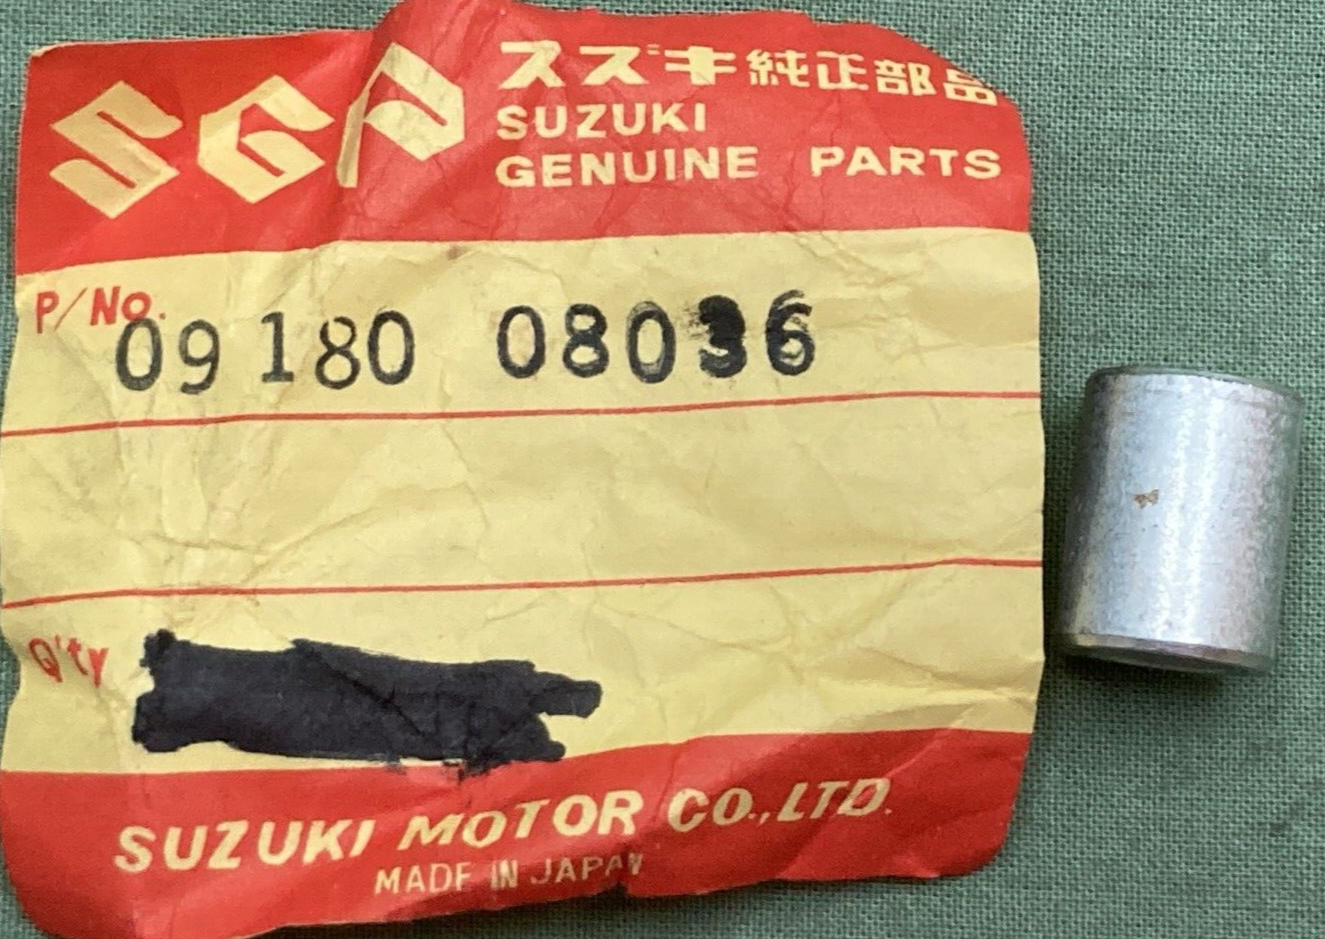 SGP
スズキ純正部品
SUZUKI
GENUINE PARTS
P/No.
09180 08036
Q'ty
SUZUKI MOTOR CO.,LTD.
MADE IN JAPAN